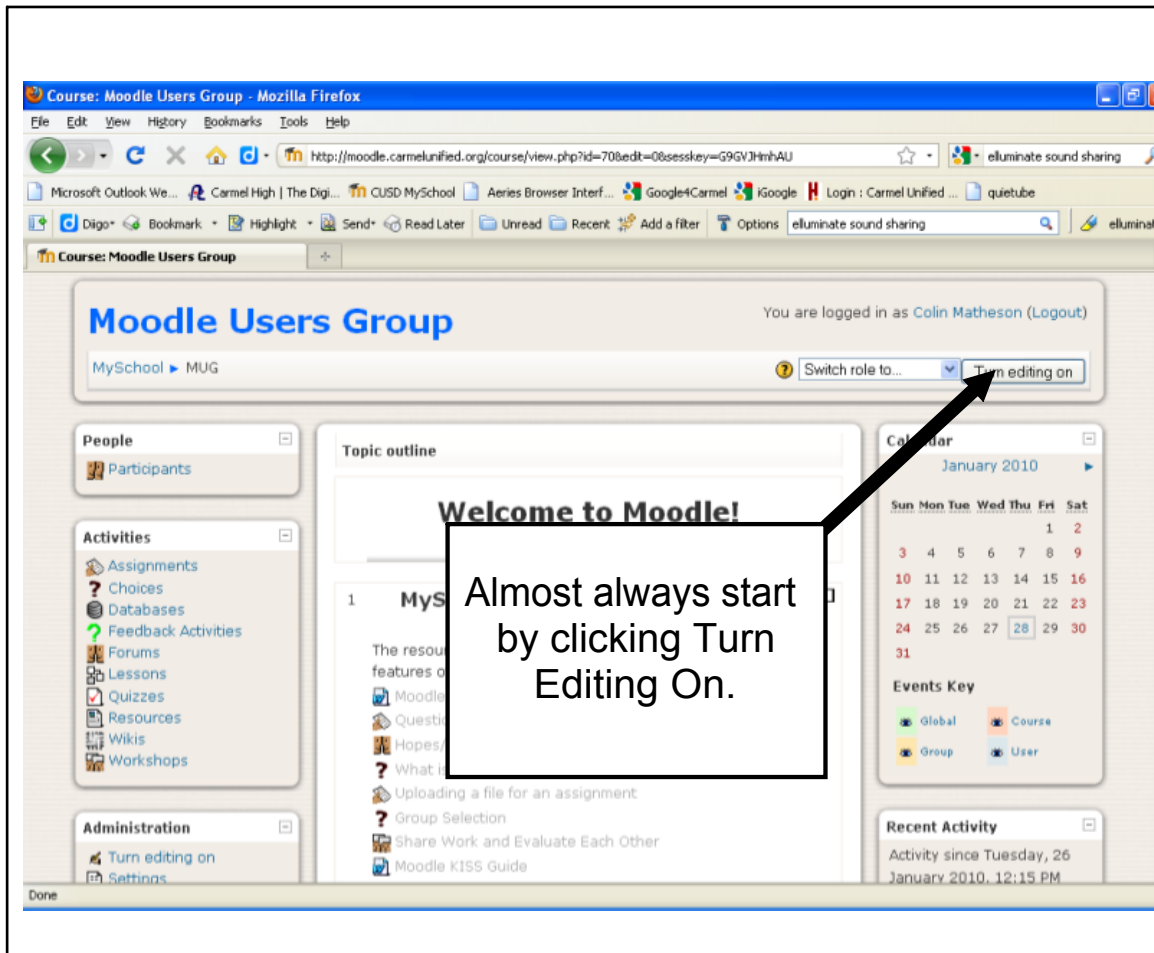 Course: Moodle Users Group - Mozilla Firefox
File Edit View History Bookmarks Tools Help
http://moodle.carmelunified.org/course/view.php?id=70&edit=0&sesskey=G9GVJHmhAU elluminate sound sharing
Microsoft Outlook We... Carmel High | The Digi... CUSD MySchool Aeries Browser Interf... Google4Carmel iGoogle Login : Carmel Unified ... quietube
Diigo Bookmark Highlight Send Read Later Unread Recent Add a filter Options elluminate sound sharing
Course: Moodle Users Group
Moodle Users Group
You are logged in as Colin Matheson (Logout)
MySchool ► MUG
Switch role to... Turn editing on
People
Participants
Activities
Assignments
Choices
Databases
Feedback Activities
Forums
Lessons
Quizzes
Resources
Wikis
Workshops
Administration
Turn editing on
Settings
Topic outline
Welcome to Moodle!
1
The
features
Moodle
What
Uploading a file for an assignment
Group Selection
Share Work and Evaluate Each Other
Moodle KISS Guide
Almost always start
by clicking Turn
Editing On.
Calendar
January 2010 ►
Sun Mon Tue Wed Thu Fri Sat
1 2
3 4 5 6 7 8 9
10 11 12 13 14 15 16
17 18 19 20 21 22 23
24 25 26 27 28 29 30
31
Events Key
Global Course
Group User
Recent Activity
Activity since Tuesday, 26
January 2010, 12:15 PM
Done